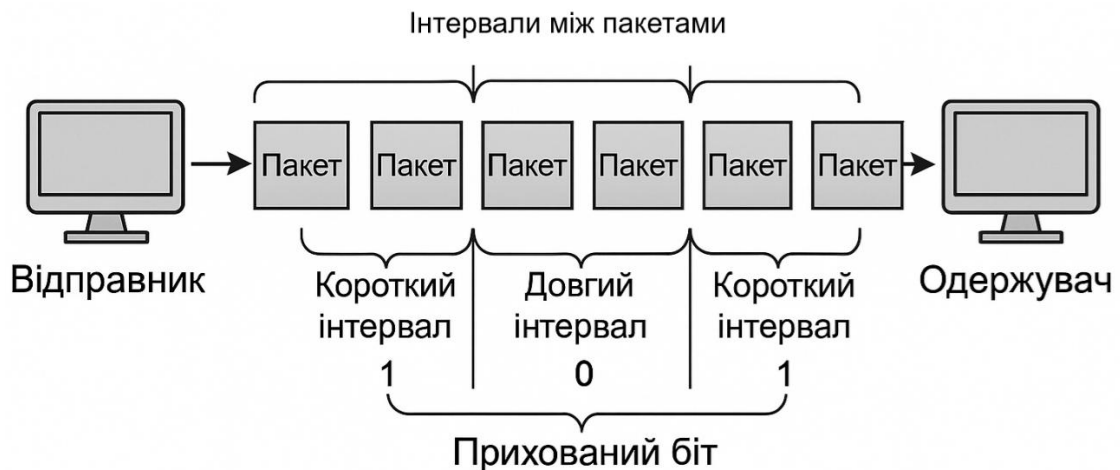 Інтервали між пакетами
Пакет Пакет Пакет Пакет Пакет Пакет
Відправник
Одержувач
Короткий інтервал
Довгий інтервал
Короткий інтервал
1 0 1
Прихований біт